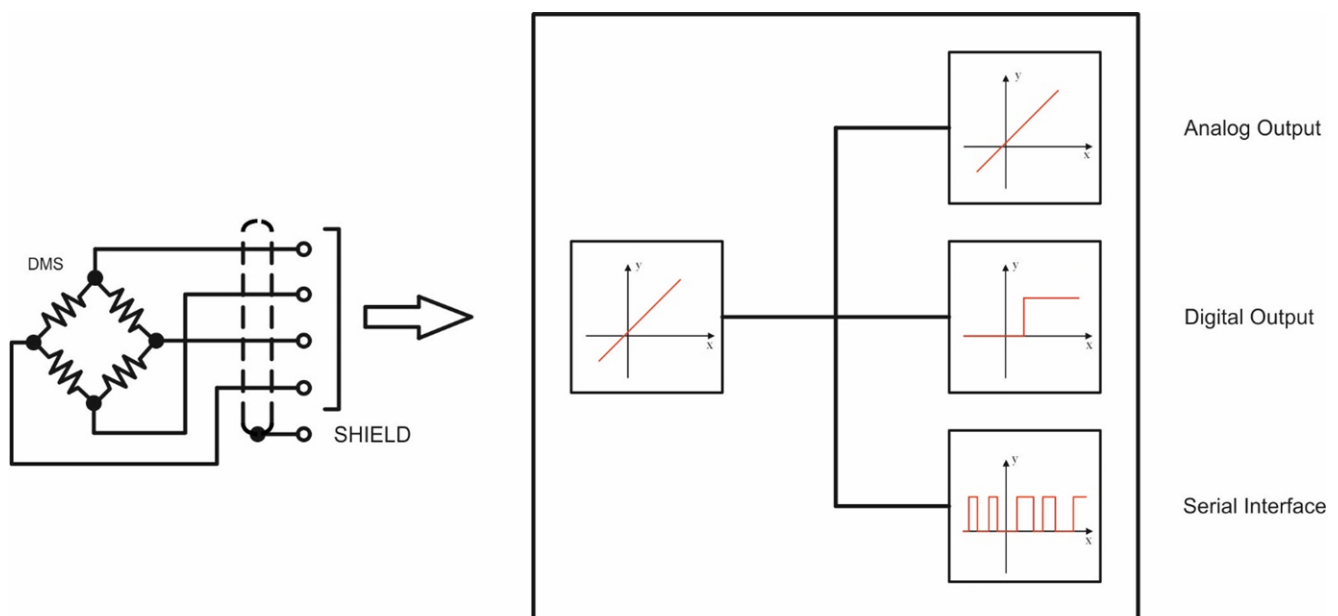 DMS
SHIELD
y
x
y
x
Analog Output
y
x
Digital Output
y
x
Serial Interface